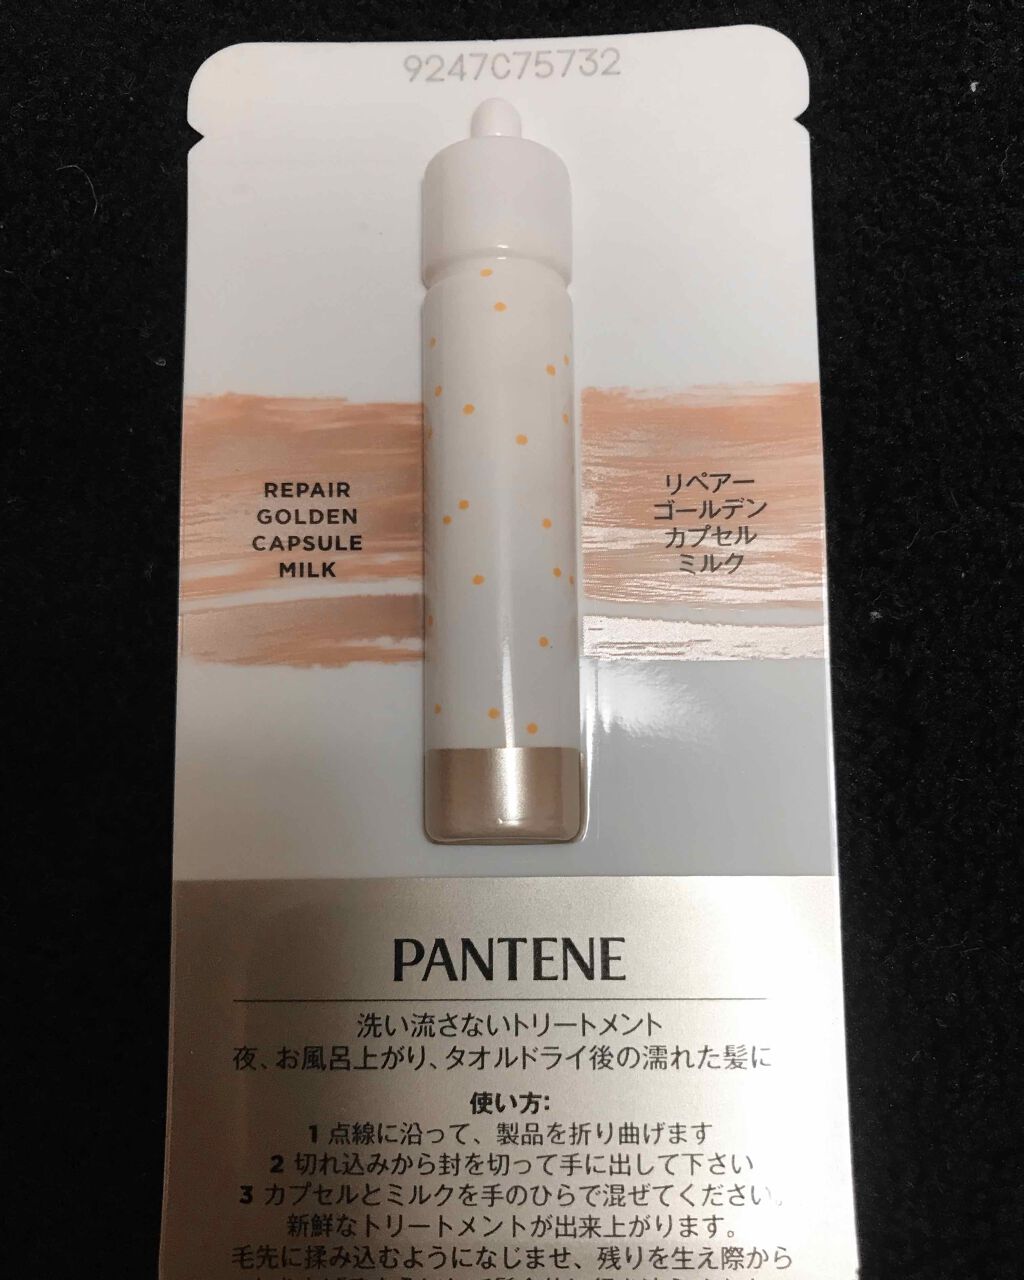 9247C75732
REPAIR
GOLDEN
CAPSULE
MILK
リペアー
ゴールデン
カプセル
ミルク
PANTENE
洗い流さないトリートメント
夜、お風呂上がり、タオルドライ後の濡れた髪に
使い方:
1 点線に沿って、製品を折り曲げます
2 切れ込みから封を切って手に出して下さい
3 カプセルとミルクを手のひらで混ぜてください。
新鮮なトリートメントが出来上がります。
毛先に揉み込むようになじませ、残りを生え際から